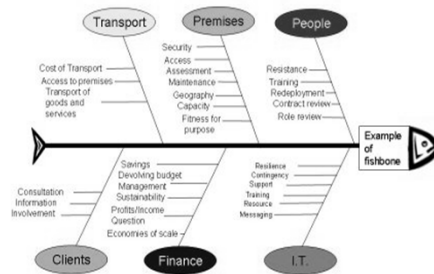 Transport
Premises
People
Cost of Transport
Access to premises
Transport of
goods and
services
Security
Access
Assessment
Maintenance
Geography
Capacity
Fitness for
purpose
Resistance
Training
Redeployment
Contract review
Role review
Example
of
fishbone
Consultation
Information
Involvement
Savings
Devolving budget
Management
Sustainability
Profits/Income
Question
Economies of scale
Resilience
Contingency
Support
Training
Resource
Messaging
Clients
Finance
I.T.